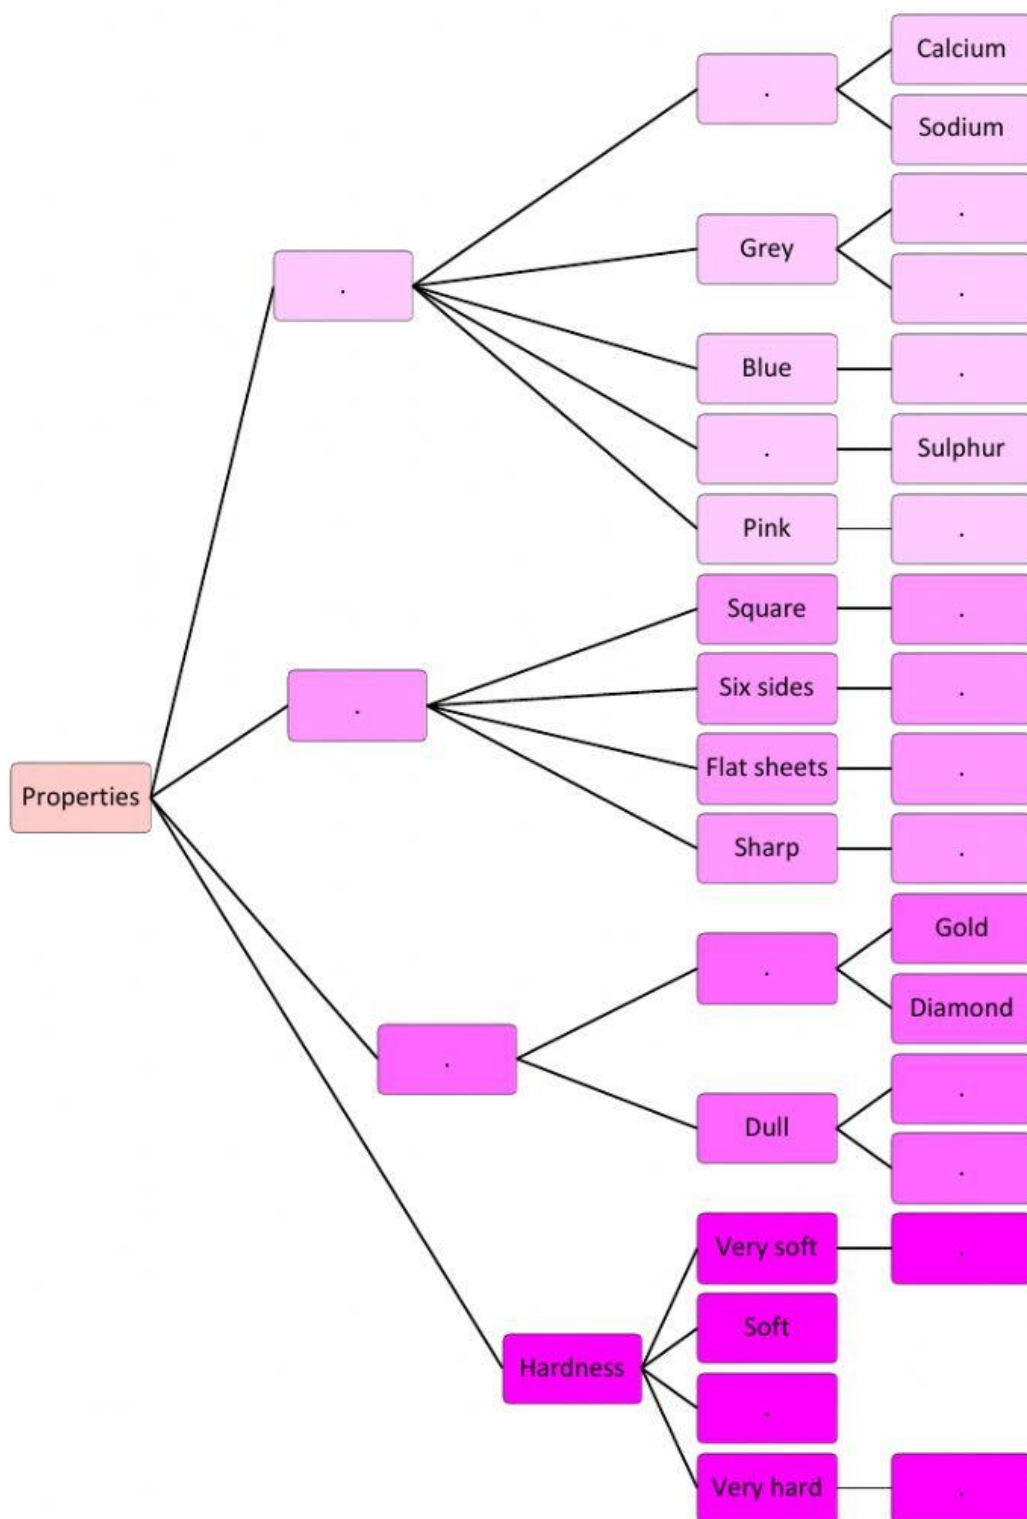 Calcium
.
Sodium
.
Grey
.
.
Blue
.
.
Sulphur
Pink
.
Square
.
.
Six sides
.
Flat sheets
.
Properties
Sharp
.
Gold
.
Diamond
.
.
Dull
.
Very soft
.
Soft
Hardness
.
Very hard
.